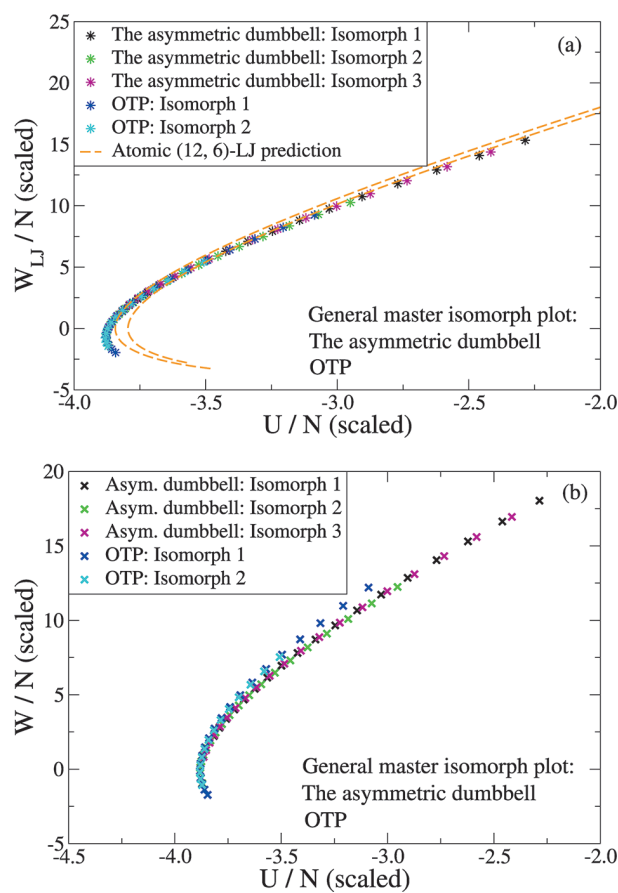 25
20
15
10
5
0
-5
W_LJ / N (scaled)
(a)
The asymmetric dumbbell: Isomorph 1
The asymmetric dumbbell: Isomorph 2
The asymmetric dumbbell: Isomorph 3
OTP: Isomorph 1
OTP: Isomorph 2
Atomic (12, 6)-LJ prediction
General master isomorph plot:
The asymmetric dumbbell
OTP
-4.0 -3.5 -3.0 -2.5 -2.0
U / N (scaled)
20
15
10
5
0
-5
W / N (scaled)
(b)
Asym. dumbbell: Isomorph 1
Asym. dumbbell: Isomorph 2
Asym. dumbbell: Isomorph 3
OTP: Isomorph 1
OTP: Isomorph 2
General master isomorph plot:
The asymmetric dumbbell
OTP
-4.5 -4.0 -3.5 -3.0 -2.5 -2.0
U / N (scaled)